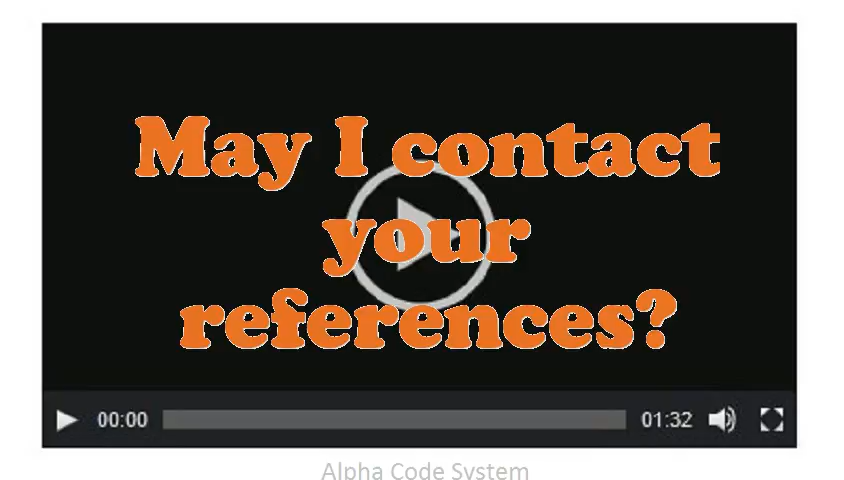 May I contact
your
references?
00:00 01:32
Alpha Code System